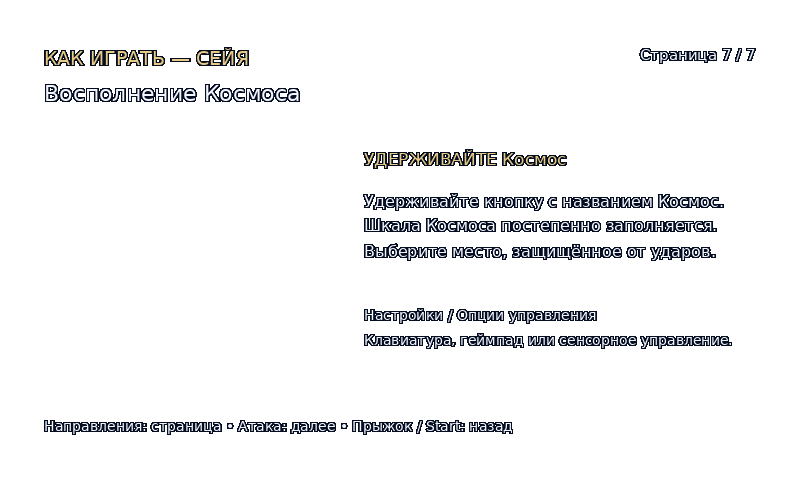 КАК ИГРАТЬ — СЕЙЯ
Страница 7 / 7
Восполнение Космоса
УДЕРЖИВАЙТЕ Космос
Удерживайте кнопку с названием Космос.
Шкала Космоса постепенно заполняется.
Выберите место, защищённое от ударов.
Настройки / Опции управления
Клавиатура, геймпад или сенсорное управление.
Направления: страница • Атака: далее • Прыжок / Start: назад